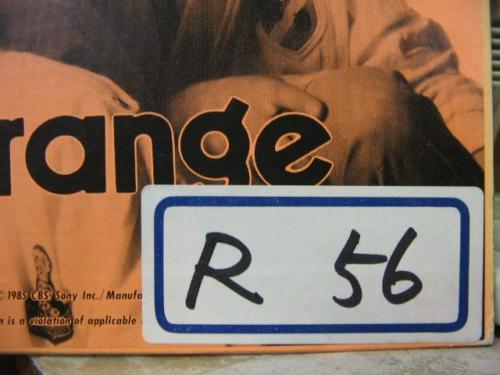 range
R 56
© 1985 CBS/Sony Inc./Manufa
n is a violation of applicable